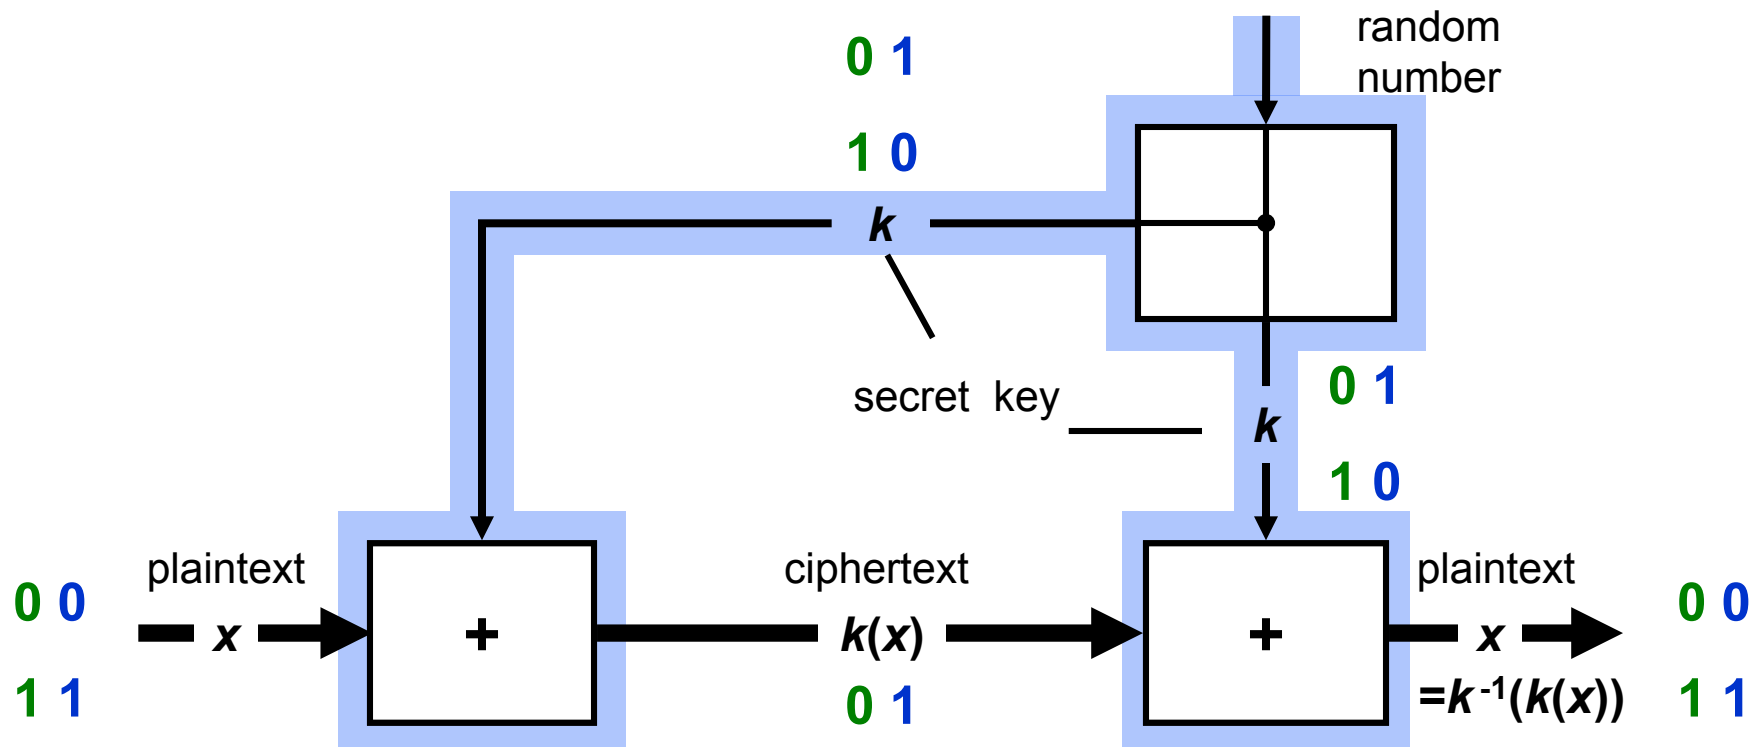 random
number
0 1
1 0
k
secret key
0 1
k
1 0
plaintext
ciphertext
plaintext
0 0
x
+
k(x)
+
x
0 0
1 1
0 1
=k-1(k(x))
1 1